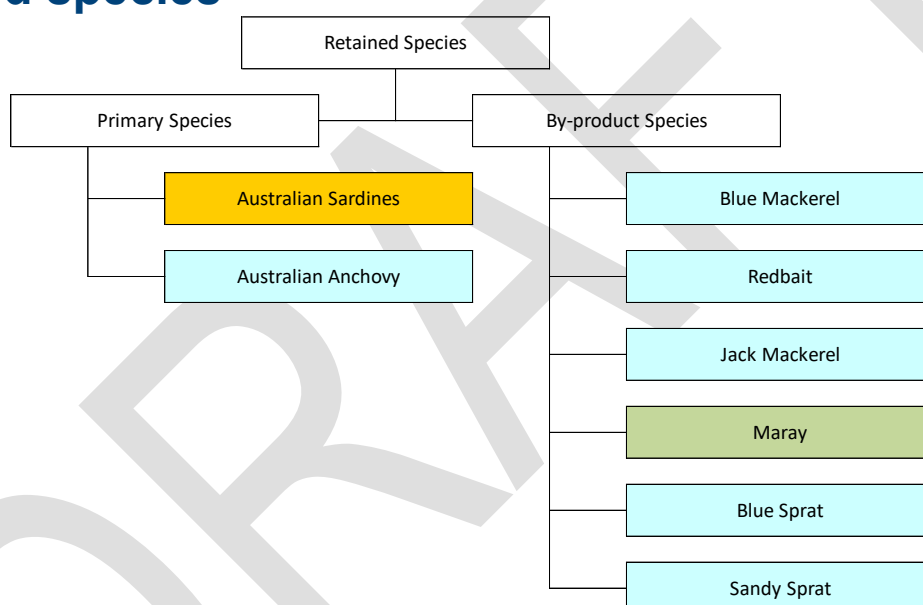 Species
Retained Species
Primary Species
By-product Species
Australian Sardines
Blue Mackerel
Australian Anchovy
Redbait
Jack Mackerel
Maray
Blue Sprat
Sandy Sprat
DRAFT